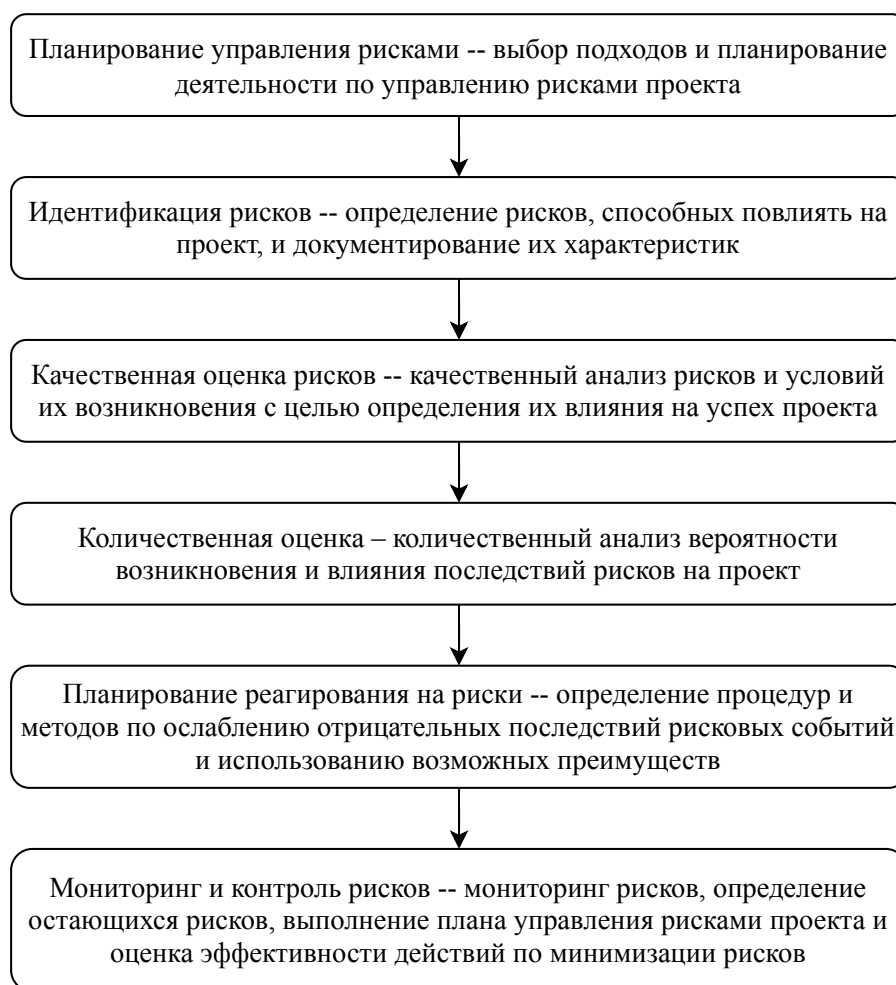 Планирование управления рисками -- выбор подходов и планирование
деятельности по управлению рисками проекта
Идентификация рисков -- определение рисков, способных повлиять на
проект, и документирование их характеристик
Качественная оценка рисков -- качественный анализ рисков и условий
их возникновения с целью определения их влияния на успех проекта
Количественная оценка – количественный анализ вероятности
возникновения и влияния последствий рисков на проект
Планирование реагирования на риски -- определение процедур и
методов по ослаблению отрицательных последствий рисковых событий
и использованию возможных преимуществ
Мониторинг и контроль рисков -- мониторинг рисков, определение
остающихся рисков, выполнение плана управления рисками проекта и
оценка эффективности действий по минимизации рисков